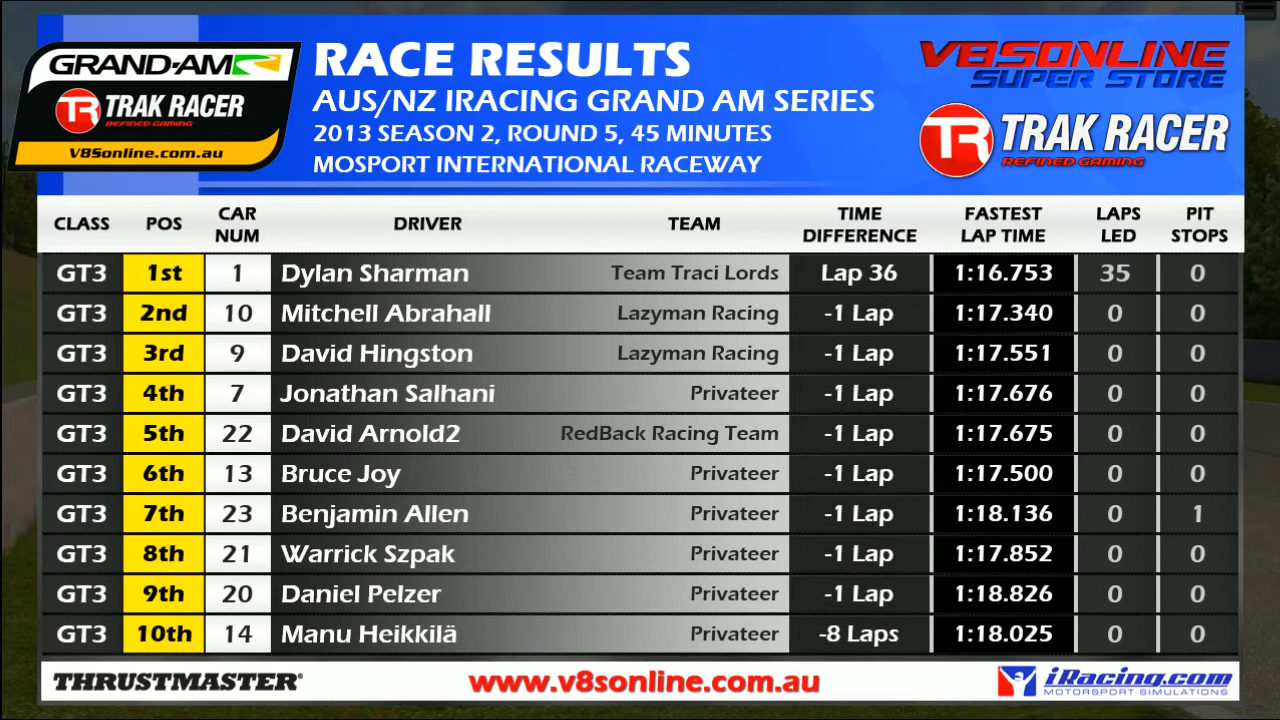 GRAND-AM
TR TRAK RACER
REFINED GAMING
V8Sonline.com.au
RACE RESULTS
AUS/NZ IRACING GRAND AM SERIES
2013 SEASON 2, ROUND 5, 45 MINUTES
MOSPORT INTERNATIONAL RACEWAY
V8SONLINE
SUPER STORE
TR TRAK RACER
REFINED GAMING
CLASS POS CAR NUM DRIVER TEAM TIME DIFFERENCE FASTEST LAP TIME LAPS LED PIT STOPS
GT3 1st 1 Dylan Sharman Team Traci Lords Lap 36 1:16.753 35 0
GT3 2nd 10 Mitchell Abrahall Lazyman Racing -1 Lap 1:17.340 0 0
GT3 3rd 9 David Hingston Lazyman Racing -1 Lap 1:17.551 0 0
GT3 4th 7 Jonathan Salhani Privateer -1 Lap 1:17.676 0 0
GT3 5th 22 David Arnold2 RedBack Racing Team -1 Lap 1:17.675 0 0
GT3 6th 13 Bruce Joy Privateer -1 Lap 1:17.500 0 0
GT3 7th 23 Benjamin Allen Privateer -1 Lap 1:18.136 0 1
GT3 8th 21 Warrick Szpak Privateer -1 Lap 1:17.852 0 0
GT3 9th 20 Daniel Pelzer Privateer -1 Lap 1:18.826 0 0
GT3 10th 14 Manu Heikkilä Privateer -8 Laps 1:18.025 0 0
THRUSTMASTER® www.v8sonline.com.au iRacing.com
MOTORSPORT SIMULATIONS